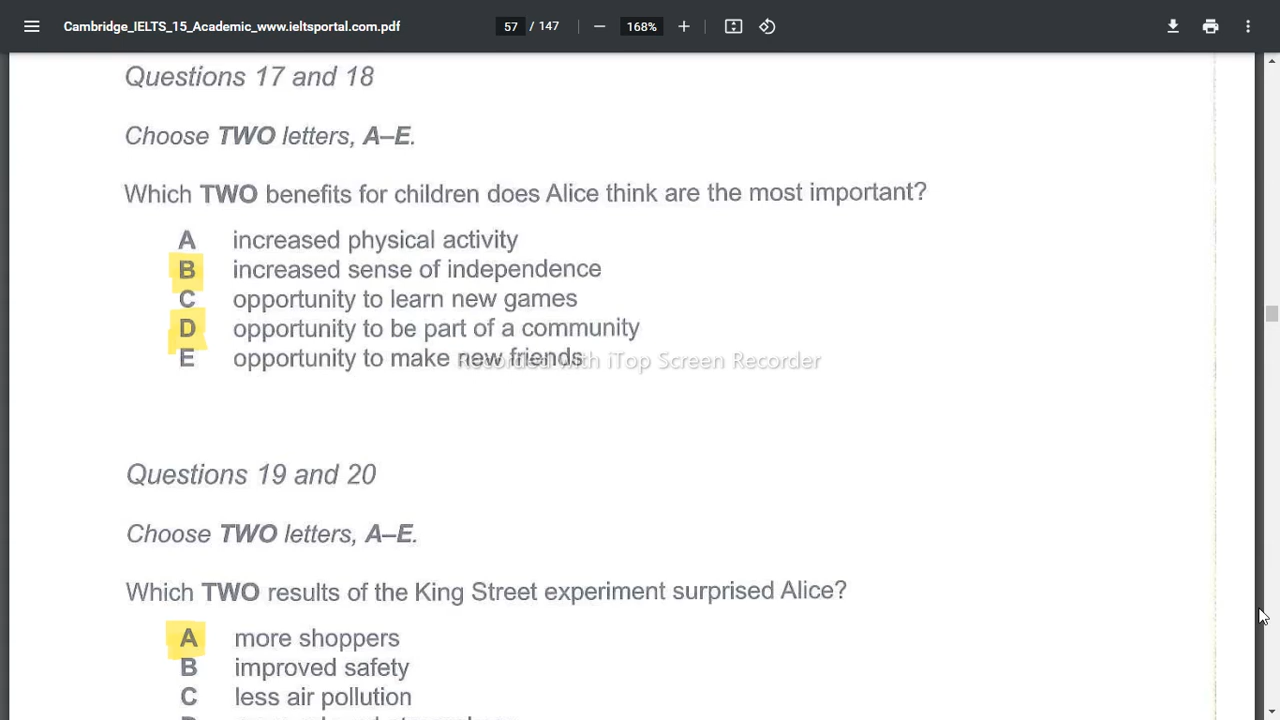 Cambridge_IELTS_15_Academic_www.ieltsportal.com.pdf
57 / 147
168%
Questions 17 and 18
Choose TWO letters, A–E.
Which TWO benefits for children does Alice think are the most important?
A increased physical activity
B increased sense of independence
C opportunity to learn new games
D opportunity to be part of a community
E opportunity to make new friends
Recorded with iTop Screen Recorder
Questions 19 and 20
Choose TWO letters, A–E.
Which TWO results of the King Street experiment surprised Alice?
A more shoppers
B improved safety
C less air pollution